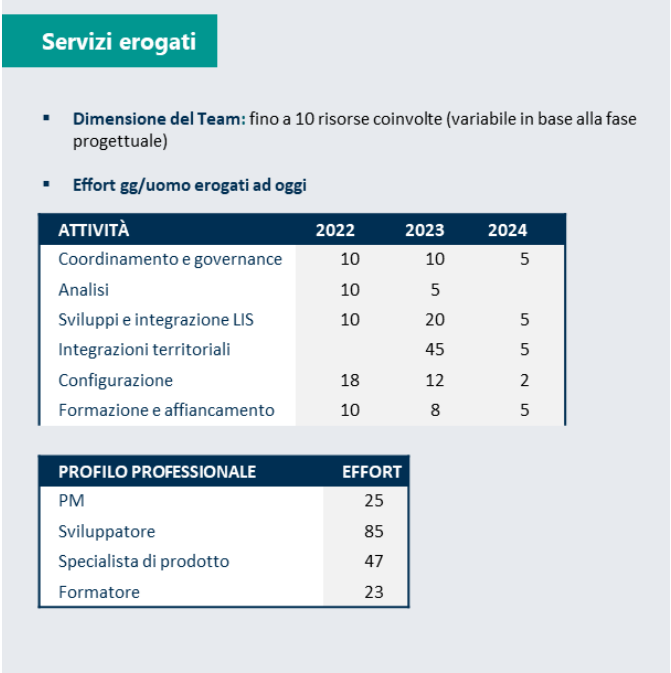 Servizi erogati
▪ Dimensione del Team: fino a 10 risorse coinvolte (variabile in base alla fase
progettuale)
▪ Effort gg/uomo erogati ad oggi
ATTIVITÀ 2022 2023 2024
Coordinamento e governance 10 10 5
Analisi 10 5
Sviluppi e integrazione LIS 10 20 5
Integrazioni territoriali 45 5
Configurazione 18 12 2
Formazione e affiancamento 10 8 5
PROFILO PROFESSIONALE EFFORT
PM 25
Sviluppatore 85
Specialista di prodotto 47
Formatore 23